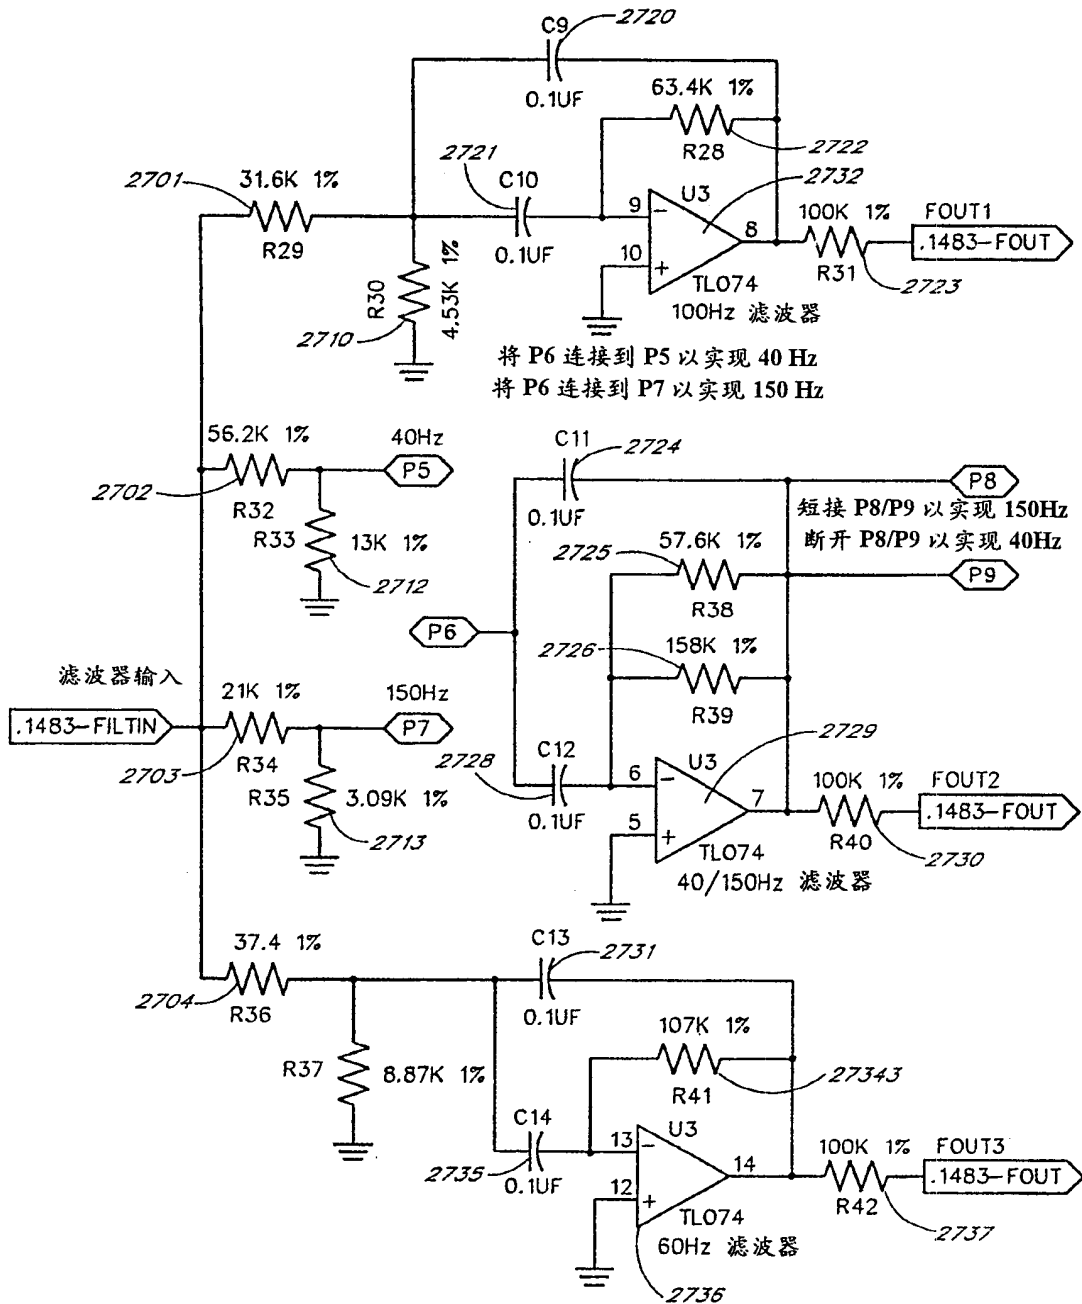 C9
2720
0.1UF
63.4K 1%
R28
2722
2721
C10
0.1UF
2701
31.6K 1%
R29
U3
2732
9
10
8
TL074
100Hz 滤波器
100K 1%
R31
2723
FOUT1
.1483-FOUT
R30
4.53K 1%
2710
将 P6 连接到 P5 以实现 40 Hz
将 P6 连接到 P7 以实现 150 Hz
56.2K 1%
R32
2702
40Hz
P5
R33
13K 1%
2712
C11
2724
0.1UF
P8
短接 P8/P9 以实现 150Hz
断开 P8/P9 以实现 40Hz
P9
2725
57.6K 1%
R38
P6
2726
158K 1%
R39
滤波器输入
.1483-FILTIN
21K 1%
R34
2703
150Hz
P7
R35
3.09K 1%
2713
2728
C12
0.1UF
U3
2729
6
5
7
TL074
40/150Hz 滤波器
100K 1%
R40
2730
FOUT2
.1483-FOUT
37.4 1%
R36
2704
C13
2731
0.1UF
R37
8.87K 1%
107K 1%
R41
27343
C14
0.1UF
2735
U3
13
12
14
TL074
60Hz 滤波器
2736
100K 1%
R42
2737
FOUT3
.1483-FOUT